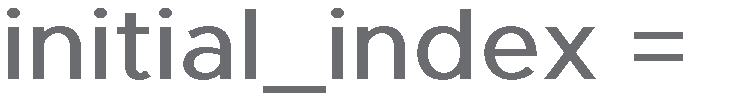 initial_index =